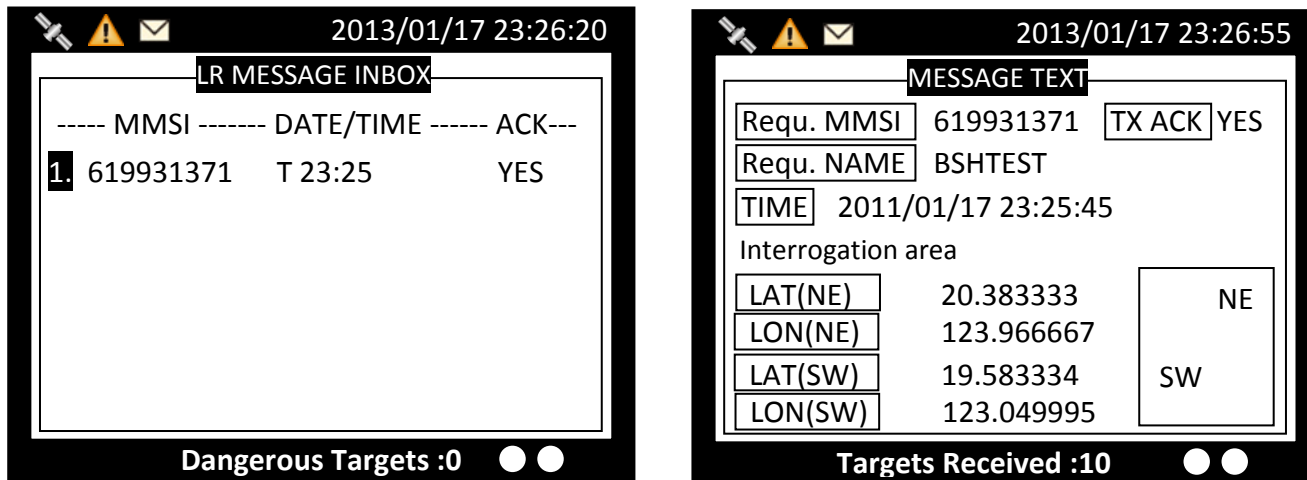 2013/01/17 23:26:20
LR MESSAGE INBOX
----- MMSI ------- DATE/TIME ------ ACK---
1. 619931371 T 23:25 YES
Dangerous Targets :0
2013/01/17 23:26:55
MESSAGE TEXT
Requ. MMSI 619931371 TX ACK YES
Requ. NAME BSHTEST
TIME 2011/01/17 23:25:45
Interrogation area
LAT(NE) 20.383333 NE
LON(NE) 123.966667
LAT(SW) 19.583334 SW
LON(SW) 123.049995
Targets Received :10